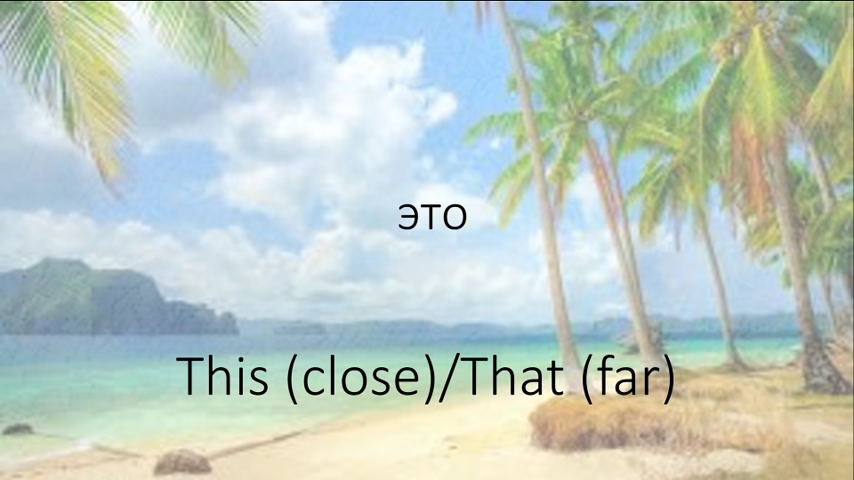 это
This (close)/That (far)